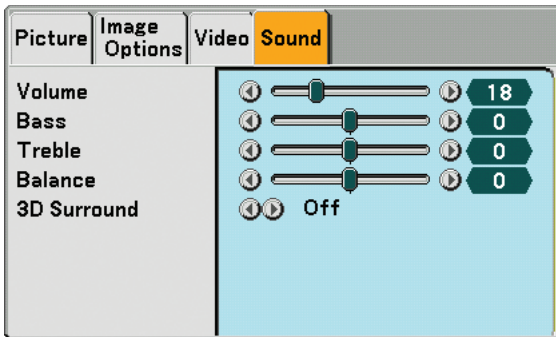 Picture
Image Options
Video
Sound
Volume 18
Bass 0
Treble 0
Balance 0
3D Surround Off